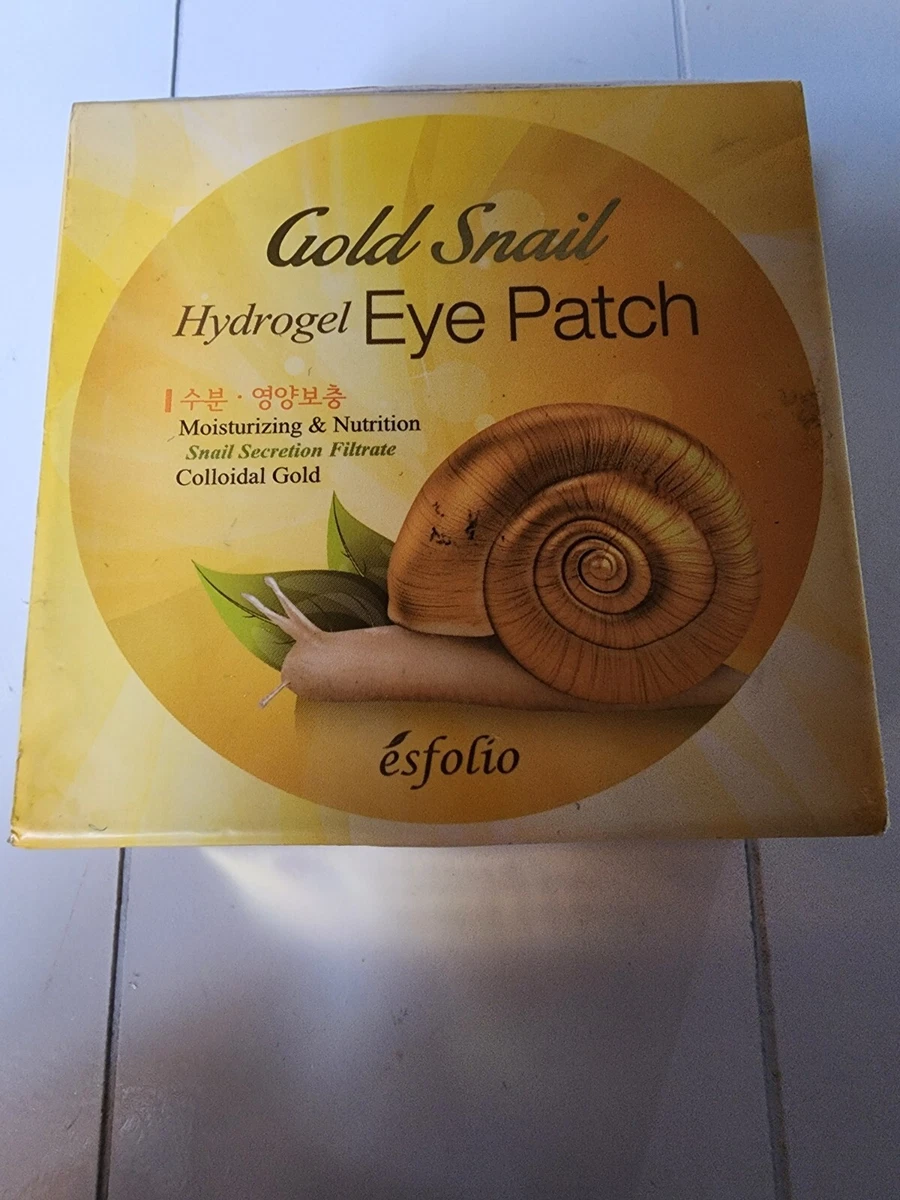 Gold Snail
Hydrogel Eye Patch
수분 · 영양보충
Moisturizing & Nutrition
Snail Secretion Filtrate
Colloidal Gold
ésfolio